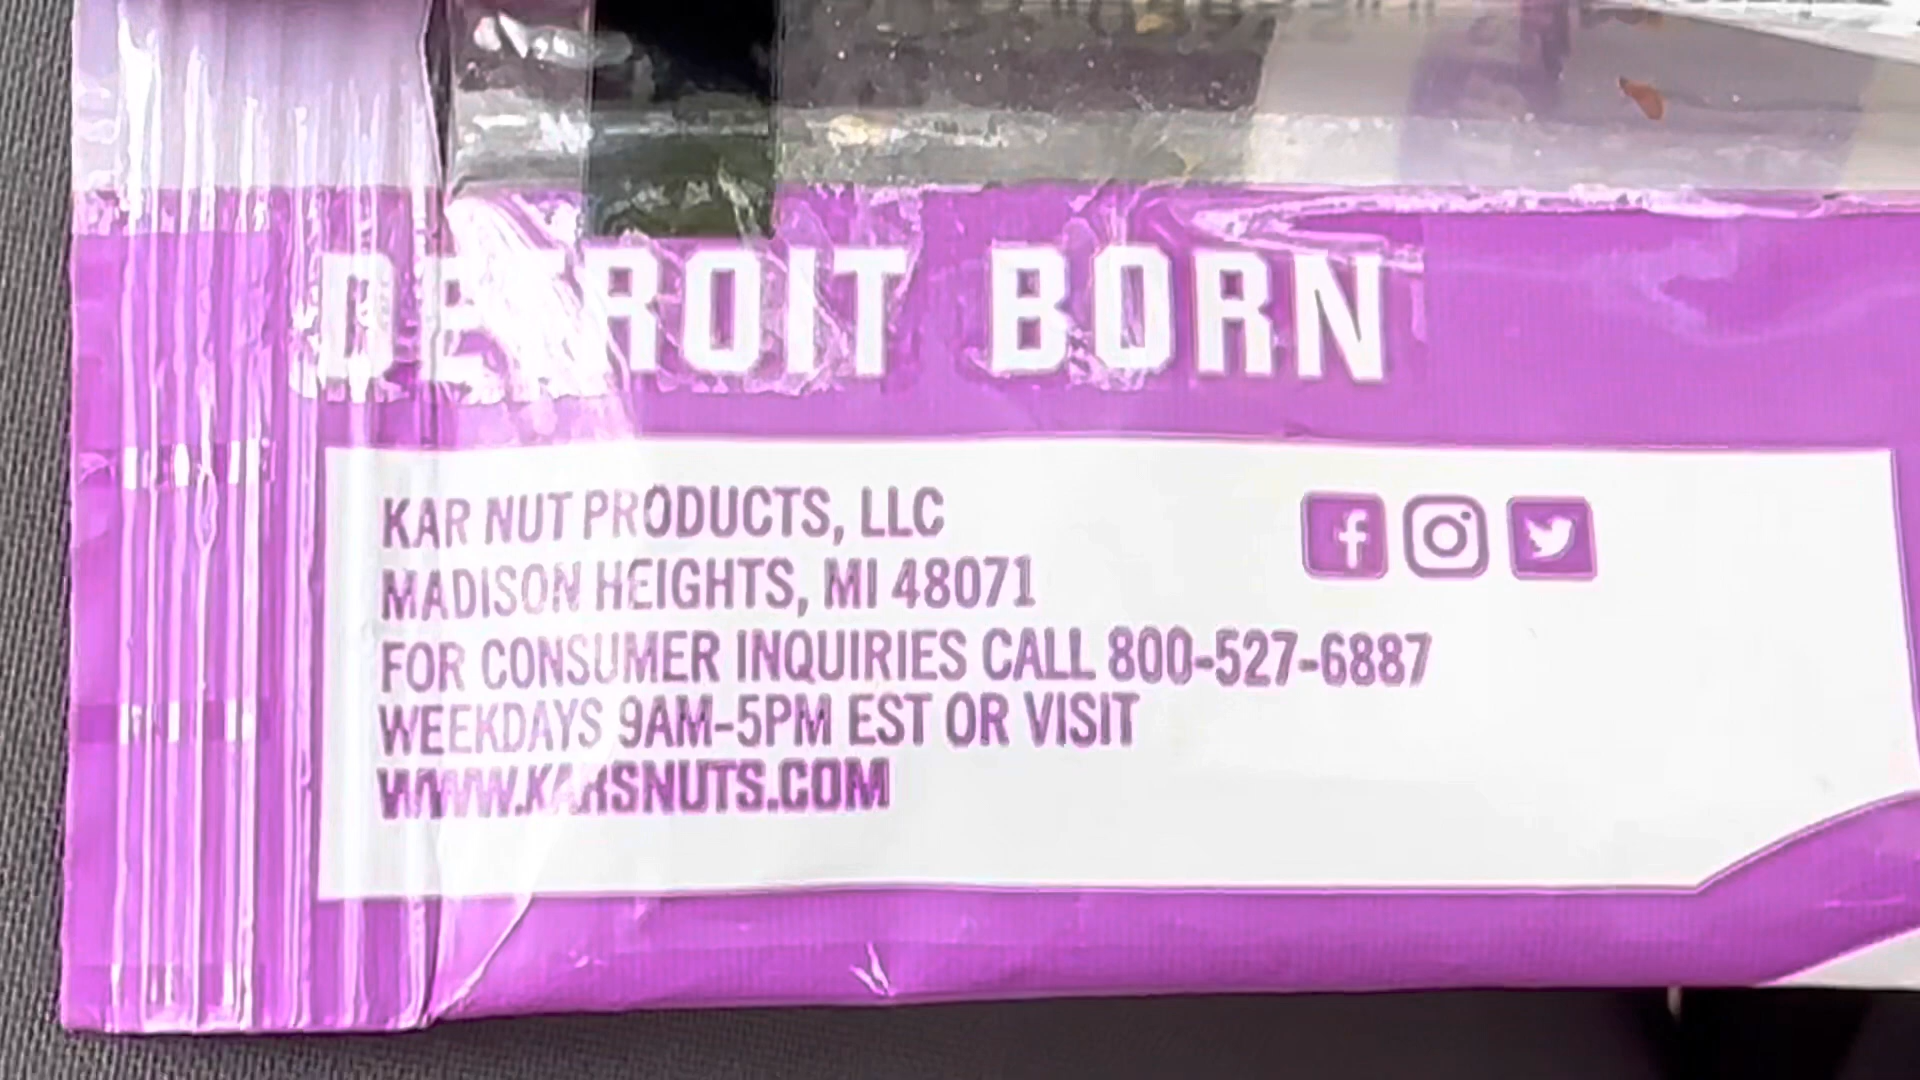 DETROIT BORN
KAR NUT PRODUCTS, LLC
MADISON HEIGHTS, MI 48071
FOR CONSUMER INQUIRIES CALL 800-527-6887
WEEKDAYS 9AM-5PM EST OR VISIT
WWW.KARSNUTS.COM